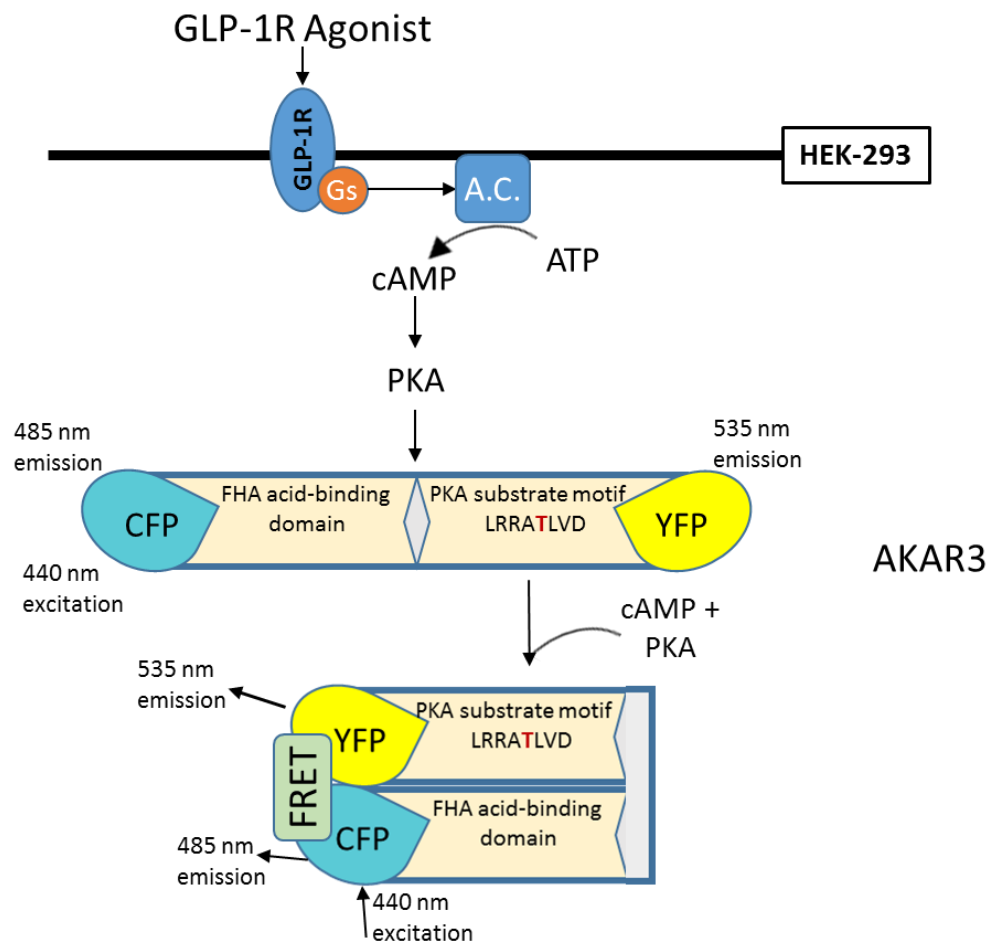 GLP-1R Agonist
GLP-1R
HEK-293
Gs
A.C.
ATP
cAMP
PKA
485 nm
emission
535 nm
emission
CFP
FHA acid-binding
domain
PKA substrate motif
LRRATLVD
YFP
440 nm
excitation
AKAR3
cAMP +
PKA
535 nm
emission
YFP
PKA substrate motif
LRRATLVD
FRET
CFP
FHA acid-binding
domain
485 nm
emission
440 nm
excitation